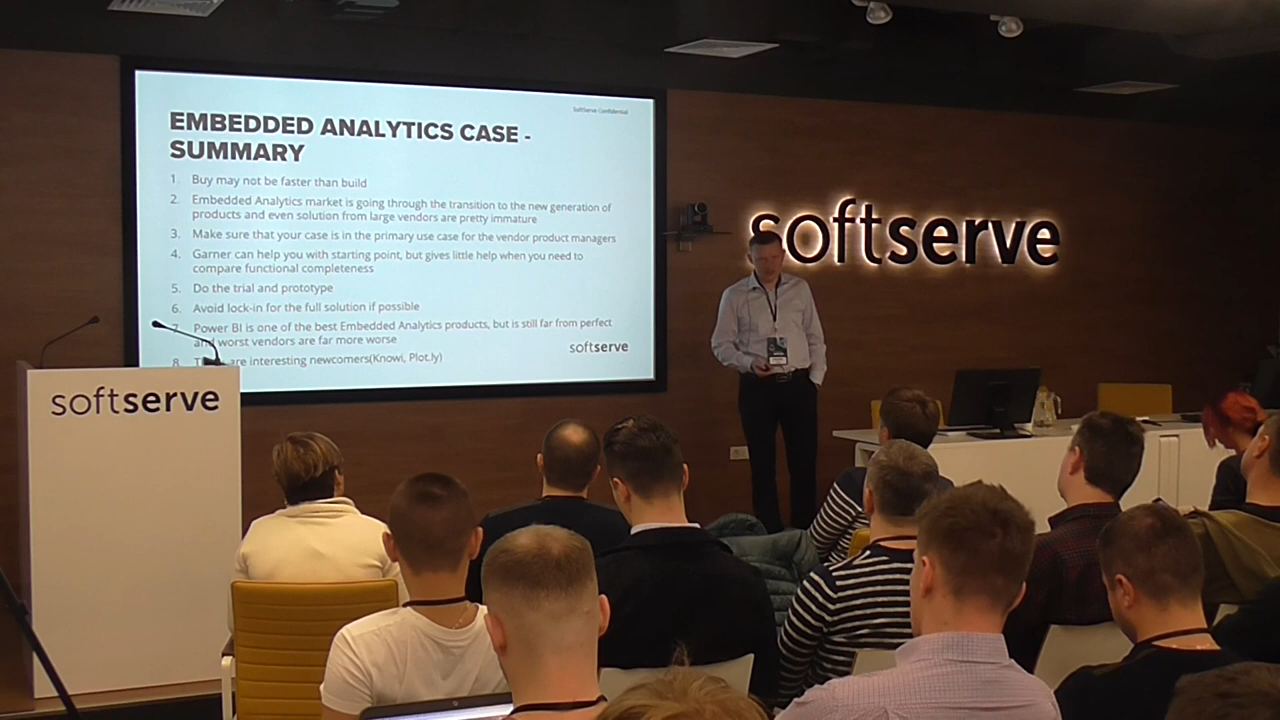 SoftServe Confidential
EMBEDDED ANALYTICS CASE -
SUMMARY
1. Buy may not be faster than build
2. Embedded Analytics market is going through the transition to the new generation of
products and even solution from large vendors are pretty immature
3. Make sure that your case is in the primary use case for the vendor product managers
4. Garner can help you with starting point, but gives little help when you need to
compare functional completeness
5. Do the trial and prototype
6. Avoid lock-in for the full solution if possible
7. Power BI is one of the best Embedded Analytics products, but is still far from perfect
and worst vendors are far more worse
8. are interesting newcomers(Knowi, Plot.ly)
softserve
softserve
softserve